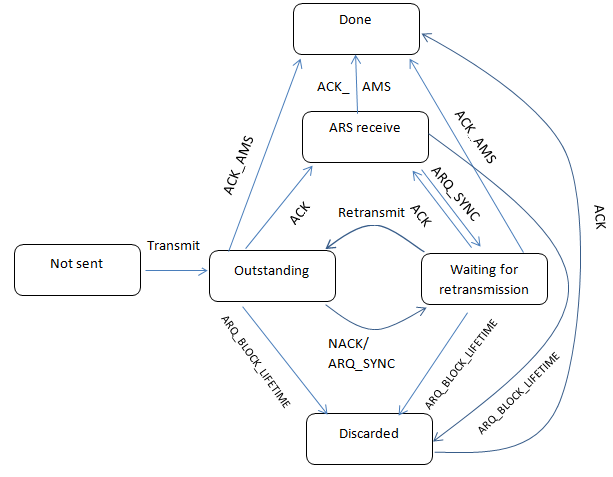 Done
ACK_ AMS
ARS receive
ACK_AMS
ACK_AMS
ARQ_SYNC
ACK
ACK
ACK
Retransmit
Transmit
Not sent
Outstanding
Waiting for
retransmission
NACK/
ARQ_SYNC
ARQ_BLOCK_LIFETIME
ARQ_BLOCK_LIFETIME
ARQ_BLOCK_LIFETIME
Discarded